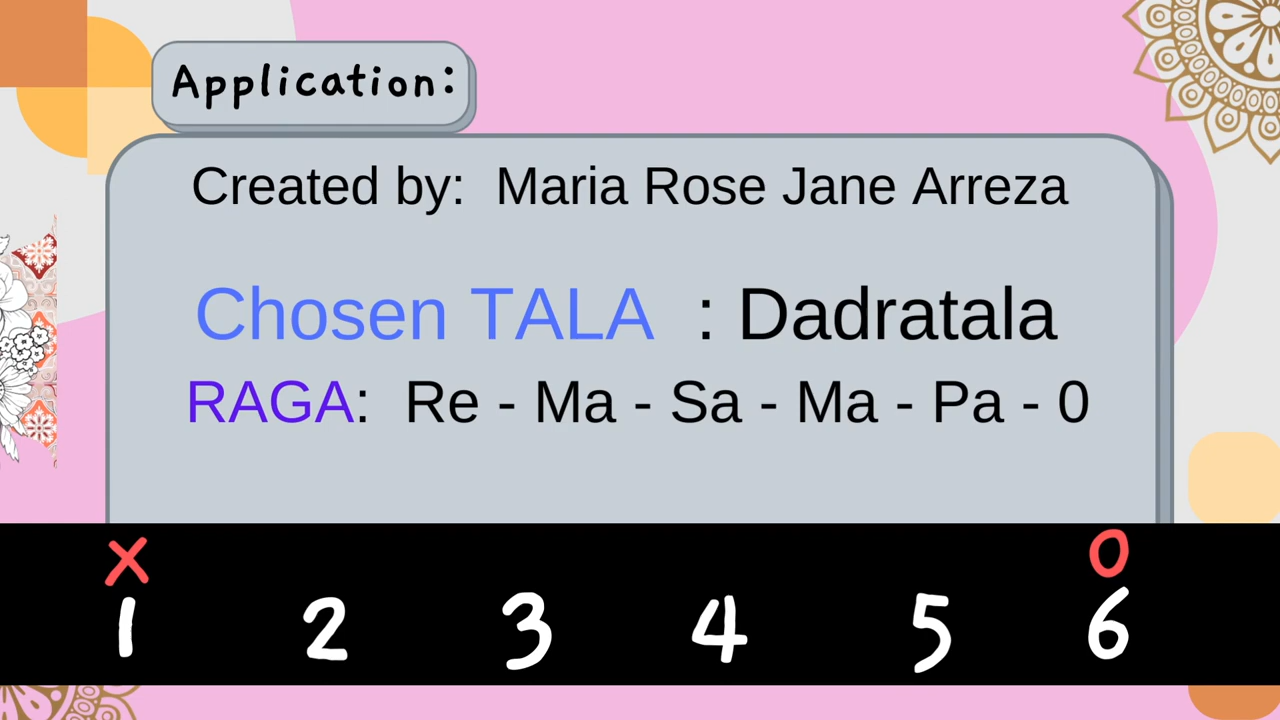 Application:
Created by: Maria Rose Jane Arreza
Chosen TALA : Dadratala
RAGA: Re - Ma - Sa - Ma - Pa - 0
X O
1 2 3 4 5 6